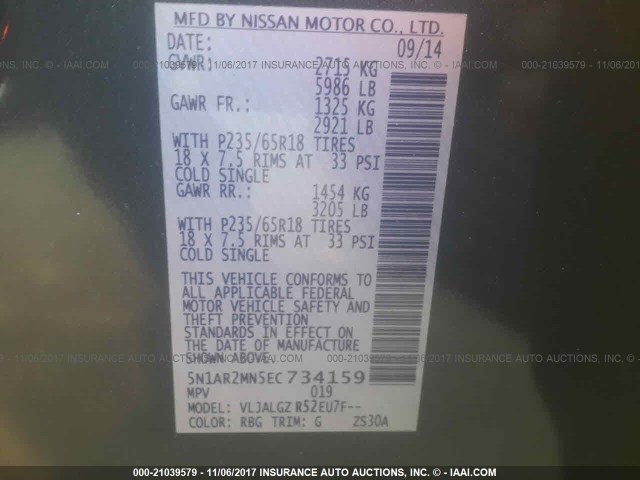 MFD BY NISSAN MOTOR CO., LTD.
DATE: 09/14
GVWR: 2715 KG
5986 LB
GAWR FR.: 1325 KG
2921 LB
WITH P235/65R18 TIRES
18 X 7.5 RIMS AT 33 PSI
COLD SINGLE
GAWR RR.: 1454 KG
3205 LB
WITH P235/65R18 TIRES
18 X 7.5 RIMS AT 33 PSI
COLD SINGLE
THIS VEHICLE CONFORMS TO
ALL APPLICABLE FEDERAL
MOTOR VEHICLE SAFETY AND
THEFT PREVENTION
STANDARDS IN EFFECT ON
THE DATE OF MANUFACTURE
SHOWN ABOVE.
5N1AR2MN5EC734159
MPV 019
MODEL: VLJALGZ R52EU7F--
COLOR: RBG TRIM: G ZS30A
000-21039579 - 11/06/2017 INSURANCE AUTO AUCTIONS, INC. © - IAAI.COM